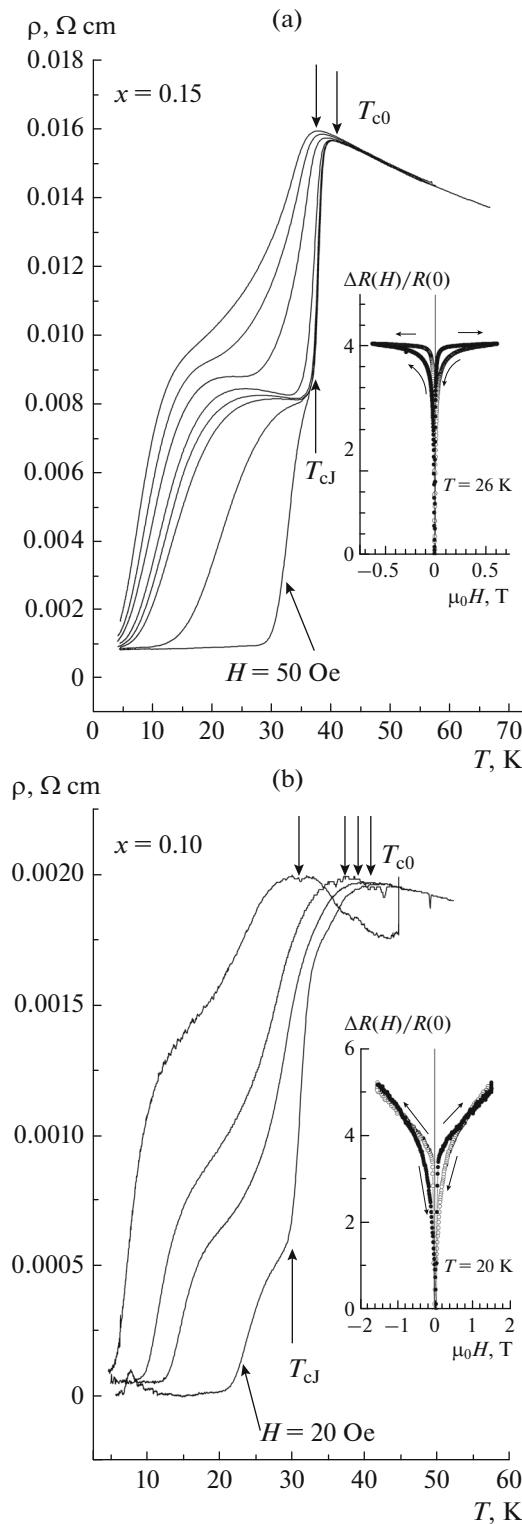 (a)
ρ, Ω cm
0.018
x = 0.15
T_c0
0.016
0.014
0.012
0.010
0.008
0.006
0.004
0.002
0
T_cJ
H = 50 Oe
ΔR(H)/R(0)
4
2
0
T = 26 K
−0.5 0 0.5
μ0H, T
0 10 20 30 40 50 60 70
T, K
(b)
ρ, Ω cm
x = 0.10
T_c0
0.0020
0.0015
0.0010
0.0005
0
T_cJ
H = 20 Oe
ΔR(H)/R(0)
6
4
2
0
T = 20 K
−2 −1 0 1 2
μ0H, T
10 20 30 40 50 60
T, K